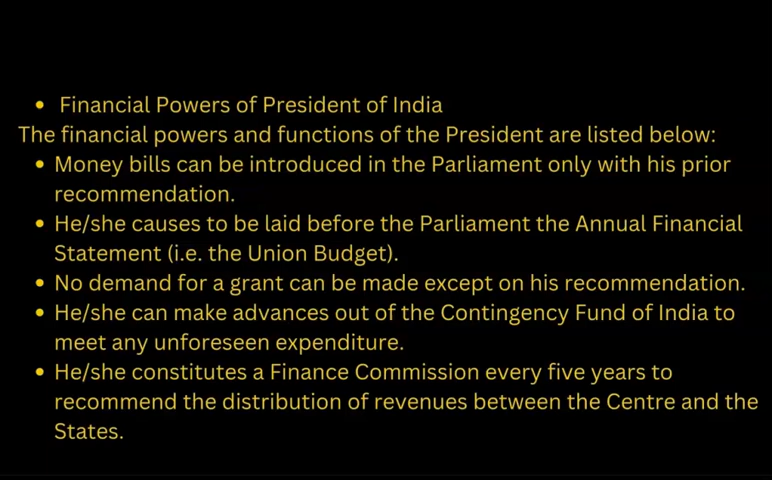 • Financial Powers of President of India
The financial powers and functions of the President are listed below:
• Money bills can be introduced in the Parliament only with his prior
recommendation.
• He/she causes to be laid before the Parliament the Annual Financial
Statement (i.e. the Union Budget).
• No demand for a grant can be made except on his recommendation.
• He/she can make advances out of the Contingency Fund of India to
meet any unforeseen expenditure.
• He/she constitutes a Finance Commission every five years to
recommend the distribution of revenues between the Centre and the
States.